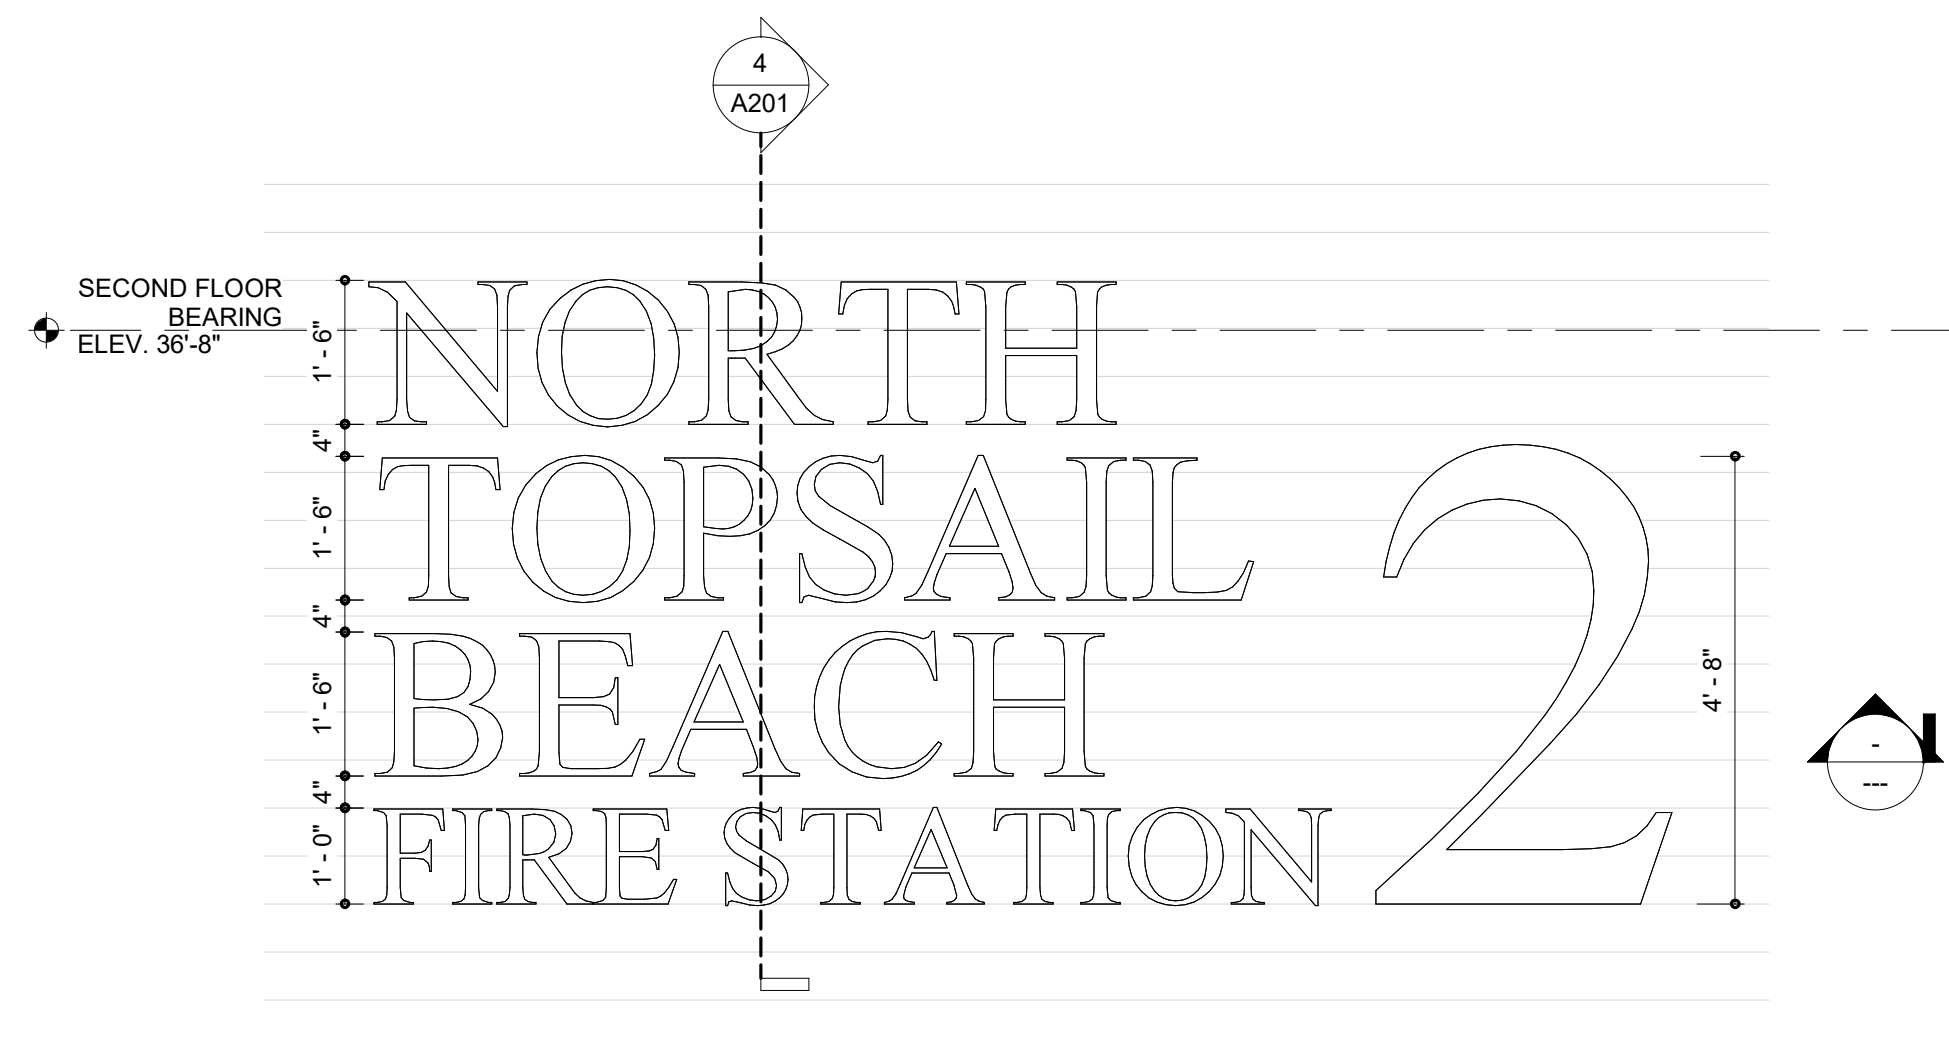 4
A201
SECOND FLOOR
BEARING
ELEV. 36'-8"
1' - 6"
NORTH
4"
1' - 6"
TOPSAIL
4"
1' - 6"
BEACH
4"
1' - 0"
FIRE STATION
2
4' - 8"
-
---